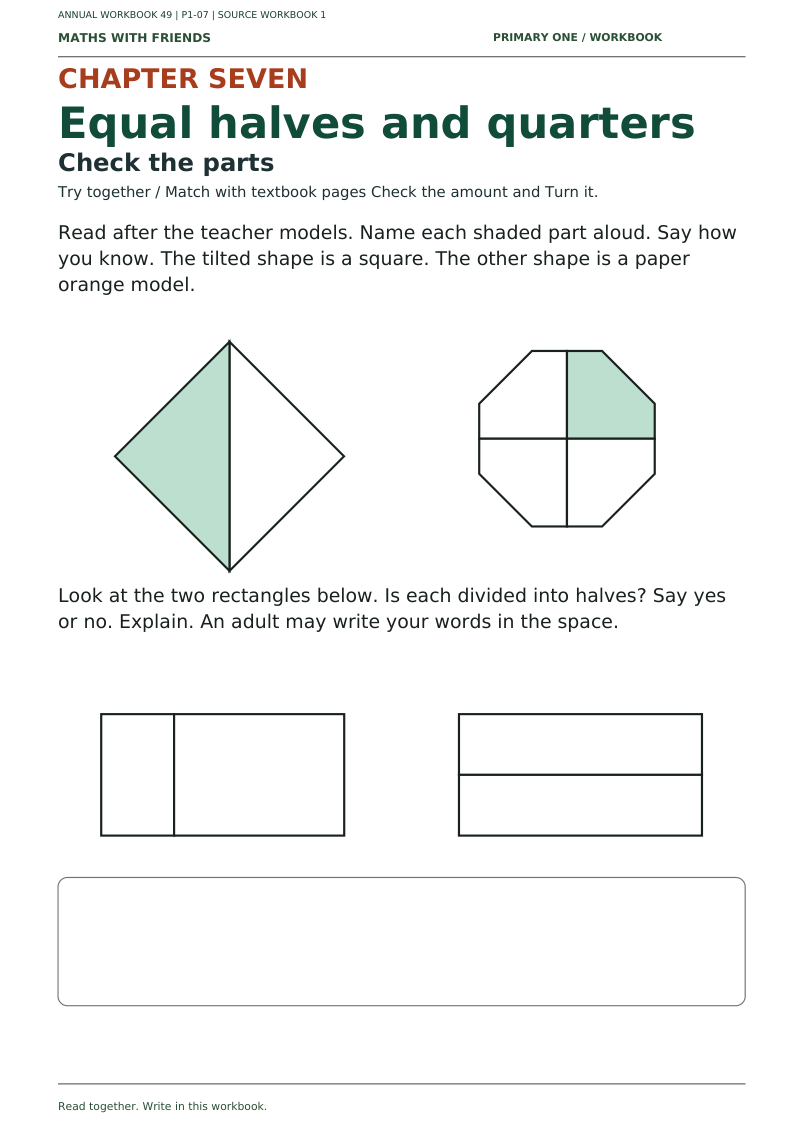 ANNUAL WORKBOOK 49 | P1-07 | SOURCE WORKBOOK 1
MATHS WITH FRIENDS
PRIMARY ONE / WORKBOOK
CHAPTER SEVEN
Equal halves and quarters
Check the parts
Try together / Match with textbook pages Check the amount and Turn it.
Read after the teacher models. Name each shaded part aloud. Say how
you know. The tilted shape is a square. The other shape is a paper
orange model.
Look at the two rectangles below. Is each divided into halves? Say yes
or no. Explain. An adult may write your words in the space.
Read together. Write in this workbook.